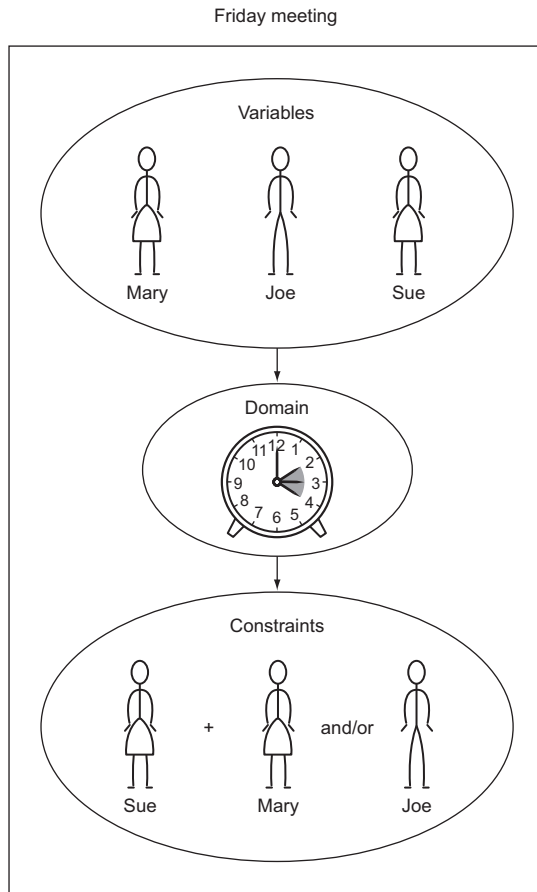 Friday meeting
Variables
Mary Joe Sue
Domain
12
11 1
10 2
9 3
8 4
7 5
6
Constraints
+ and/or
Sue Mary Joe